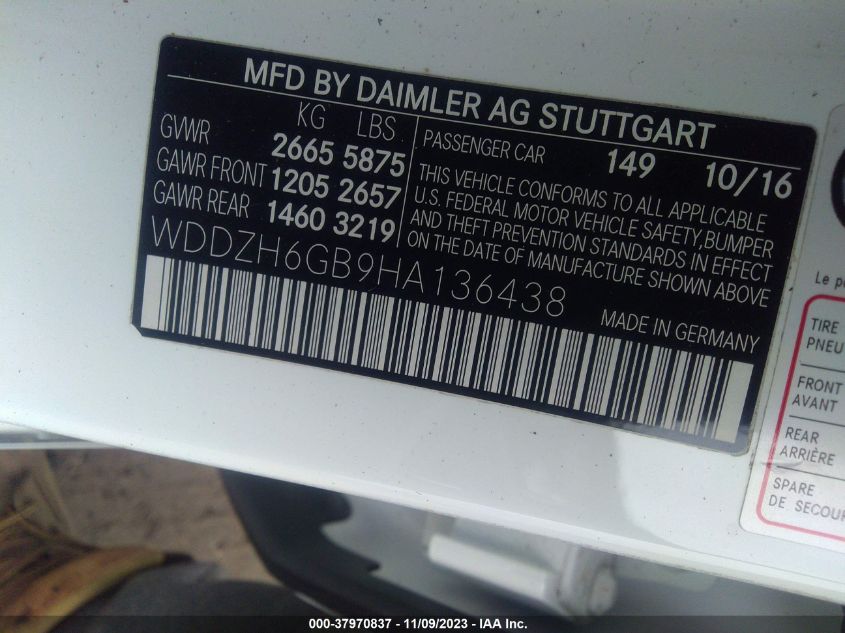 MFD BY DAIMLER AG STUTTGART
KG LBS
GVWR 2665 5875
GAWR FRONT 1205 2657
GAWR REAR 1460 3219
PASSENGER CAR 149 10/16
THIS VEHICLE CONFORMS TO ALL APPLICABLE
U.S. FEDERAL MOTOR VEHICLE SAFETY, BUMPER
AND THEFT PREVENTION STANDARDS IN EFFECT
ON THE DATE OF MANUFACTURE SHOWN ABOVE
WDDZH6GB9HA136438
MADE IN GERMANY
Le po
TIRE
PNEU
FRONT
AVANT
REAR
ARRIÈRE
SPARE
DE SECOUR
000-37970837 - 11/09/2023 - IAA Inc.